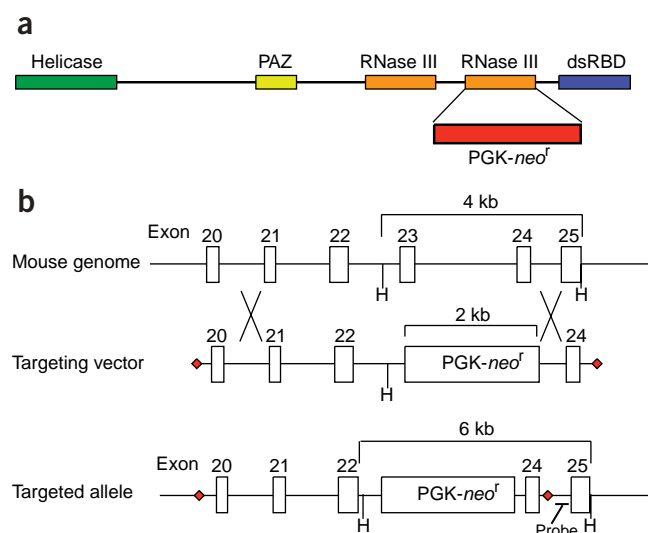 a
Helicase PAZ RNase III RNase III dsRBD
PGK-neoʳ
b
4 kb
Exon 20 21 22 23 24 25
Mouse genome
H H
2 kb
20 21 22 24
Targeting vector PGK-neoʳ
H
6 kb
Exon 20 21 22 24 25
Targeted allele PGK-neoʳ
H Probe H